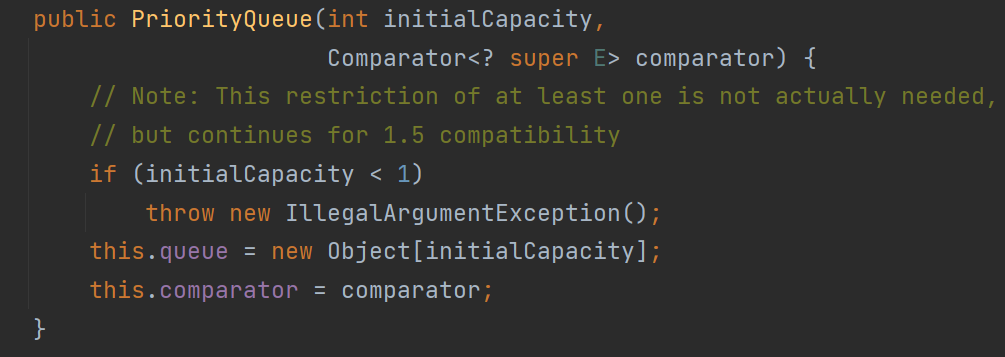 public PriorityQueue(int initialCapacity,
Comparator<? super E> comparator) {
// Note: This restriction of at least one is not actually needed,
// but continues for 1.5 compatibility
if (initialCapacity < 1)
throw new IllegalArgumentException();
this.queue = new Object[initialCapacity];
this.comparator = comparator;
}